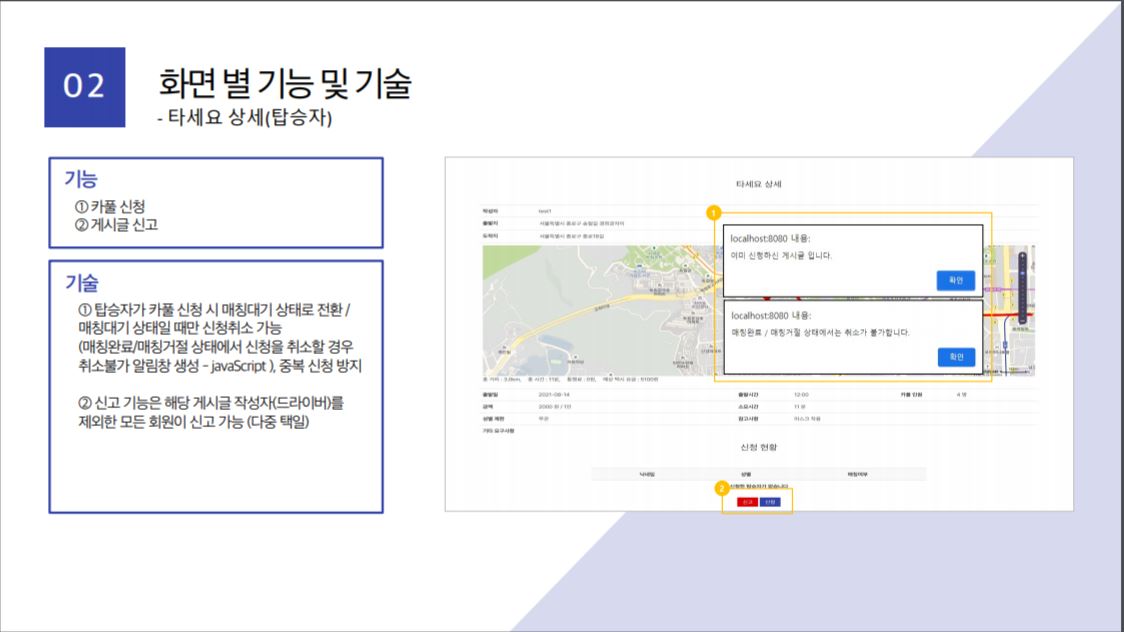 02
화면 별 기능 및 기술
- 타세요 상세(탑승자)
기능
① 카풀 신청
② 게시글 신고
기술
① 탑승자가 카풀 신청 시 매칭대기 상태로 전환 /
매칭대기 상태일 때만 신청취소 가능
(매칭완료/매칭거절 상태에서 신청을 취소할 경우
취소불가 알림창 생성 – javaScript ), 중복 신청 방지
② 신고 기능은 해당 게시글 작성자(드라이버)를
제외한 모든 회원이 신고 가능 (다중 택일)
타세요 상세
작성자 test1
출발지
도착지 서울특별시 종로구 종로18길
1
localhost:8080 내용:
이미 신청하신 게시글 입니다.
확인
localhost:8080 내용:
매칭완료 / 매칭거절 상태에서는 취소가 불가합니다.
확인
출발일 2021-08-14 출발시간 12:00 카풀 인원 4 명
금액 2000 원 / 1인 소요시간 11 분
성별 제한 무관 참고사항 마스크 착용
기타 요구사항
신청 현황
닉네임 성별 매칭여부
신청한 탑승자가 없습니다
2
신고 신청